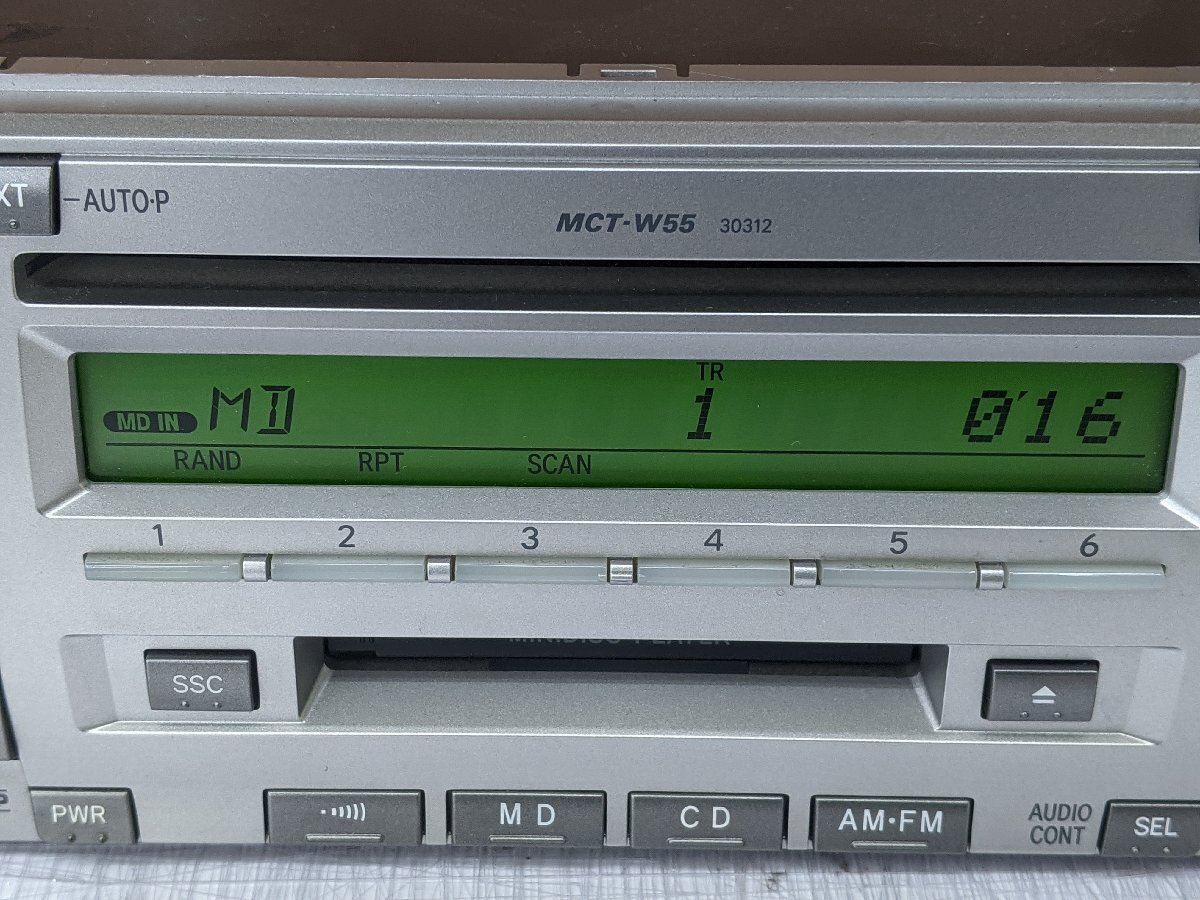 XT
–AUTO·P
MCT-W55 30312
TR
MD IN MD 1 0'16
RAND RPT SCAN
1 2 3 4 5 6
SSC
PWR
MD
CD
AM·FM
AUDIO
CONT
SEL